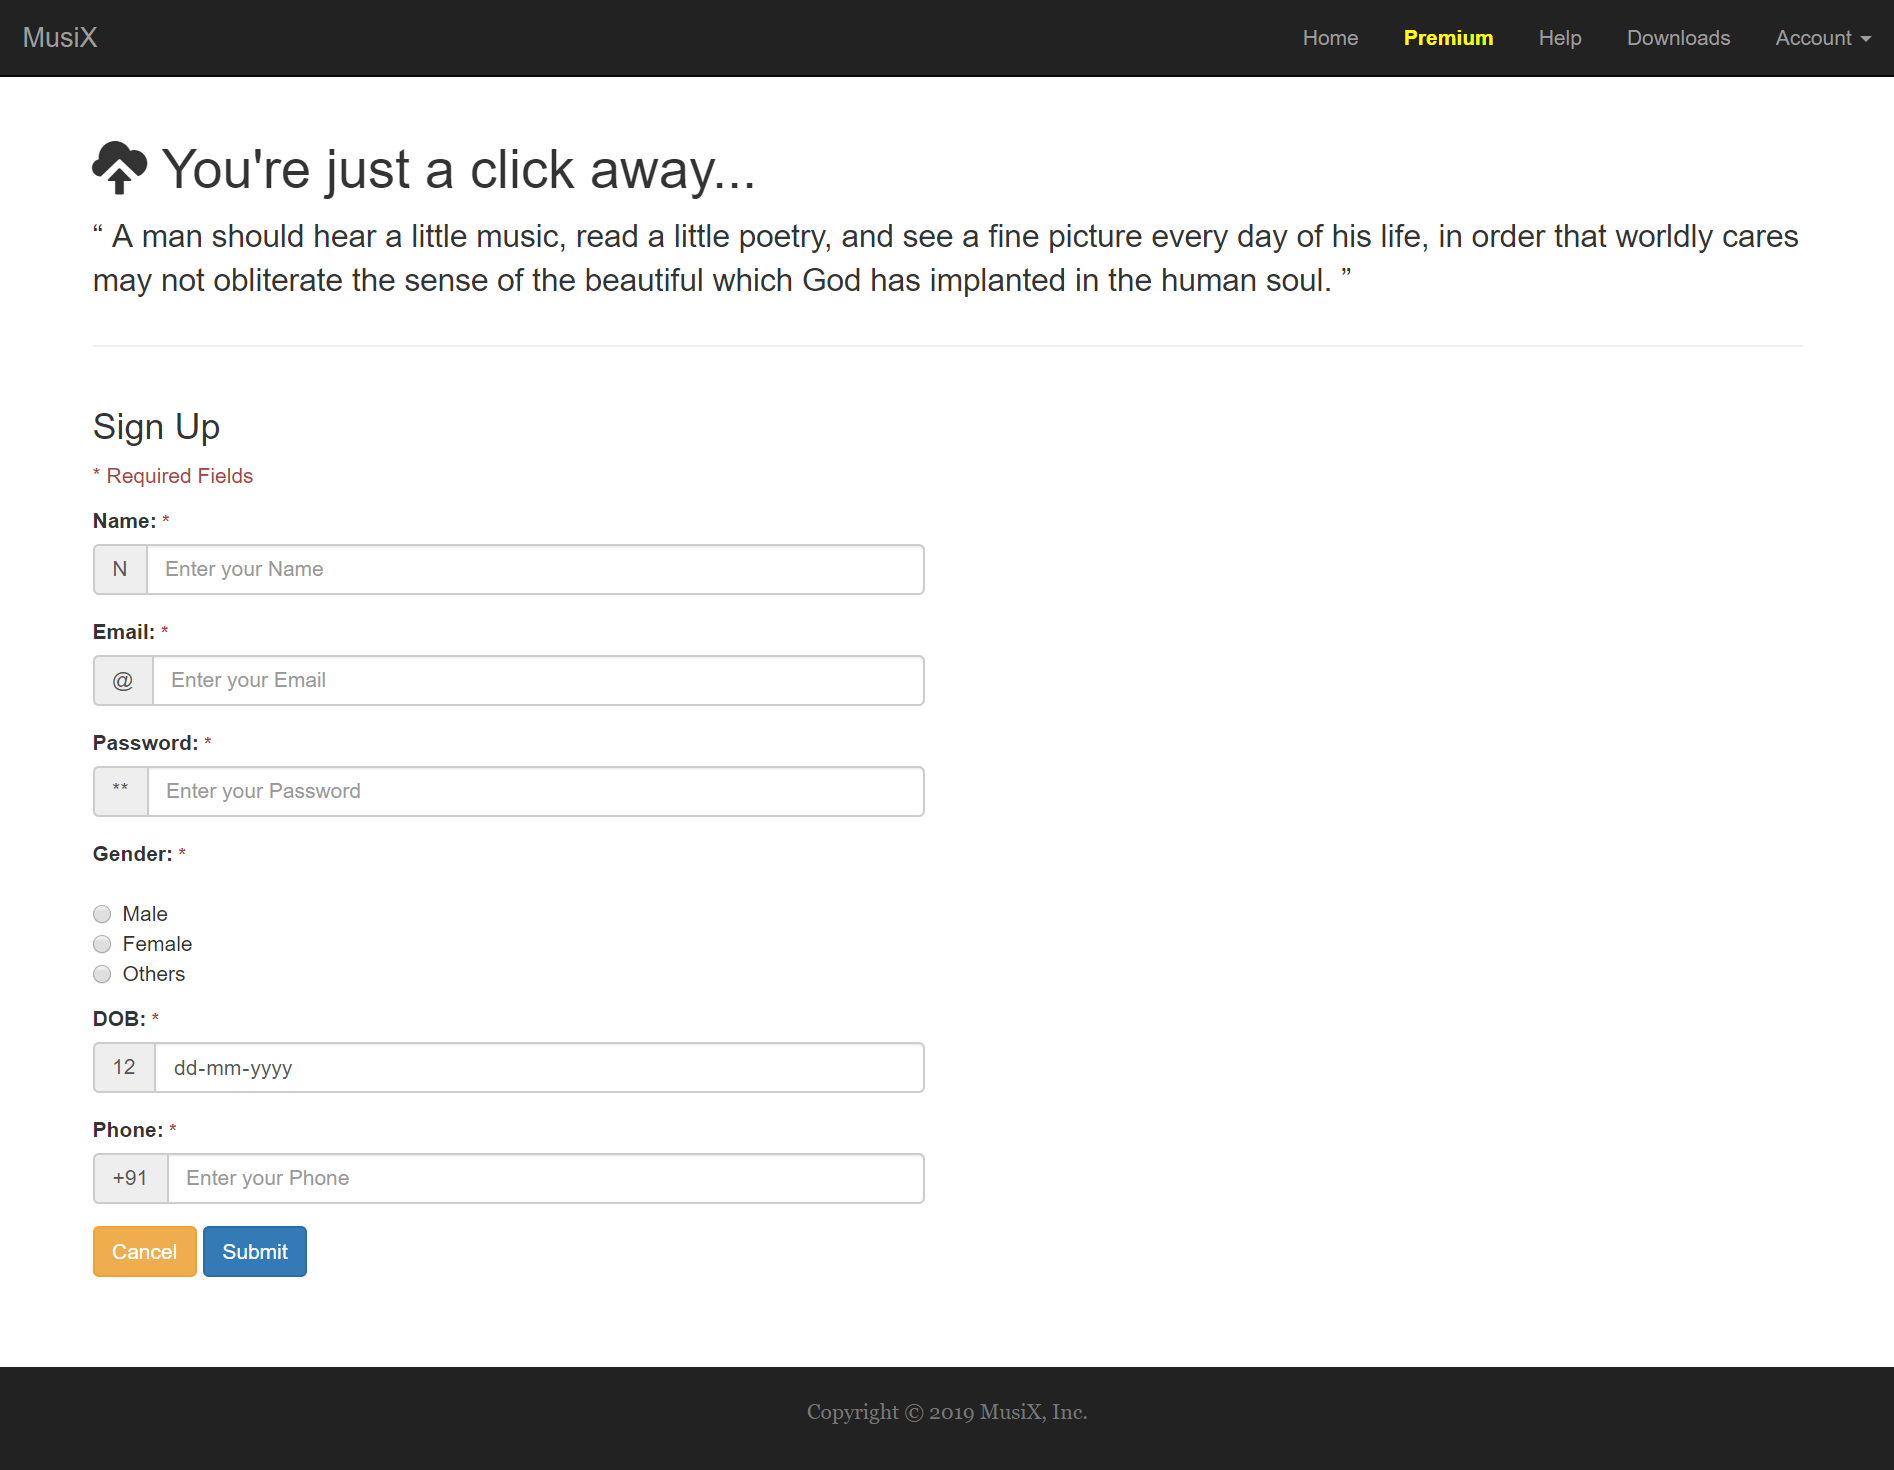 MusiX
Home Premium Help Downloads Account
You're just a click away...
“ A man should hear a little music, read a little poetry, and see a fine picture every day of his life, in order that worldly cares
may not obliterate the sense of the beautiful which God has implanted in the human soul. ”
Sign Up
* Required Fields
Name: *
N Enter your Name
Email: *
@ Enter your Email
Password: *
** Enter your Password
Gender: *
Male
Female
Others
DOB: *
12 dd-mm-yyyy
Phone: *
+91 Enter your Phone
Cancel Submit
Copyright © 2019 MusiX, Inc.